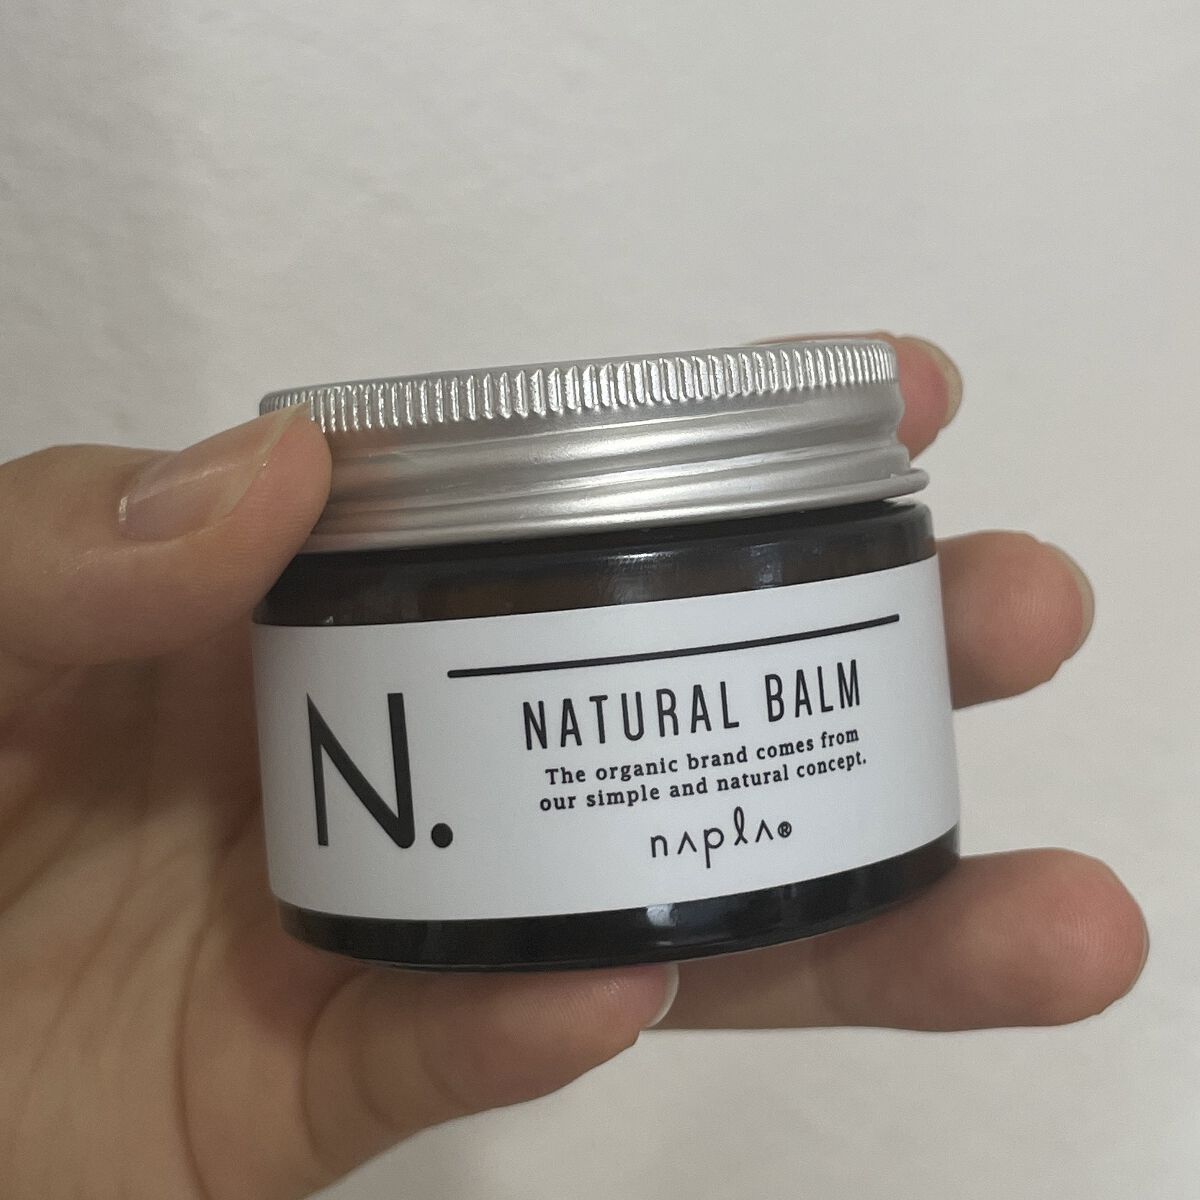 N.
NATURAL BALM
The organic brand comes from
our simple and natural concept.
napla®